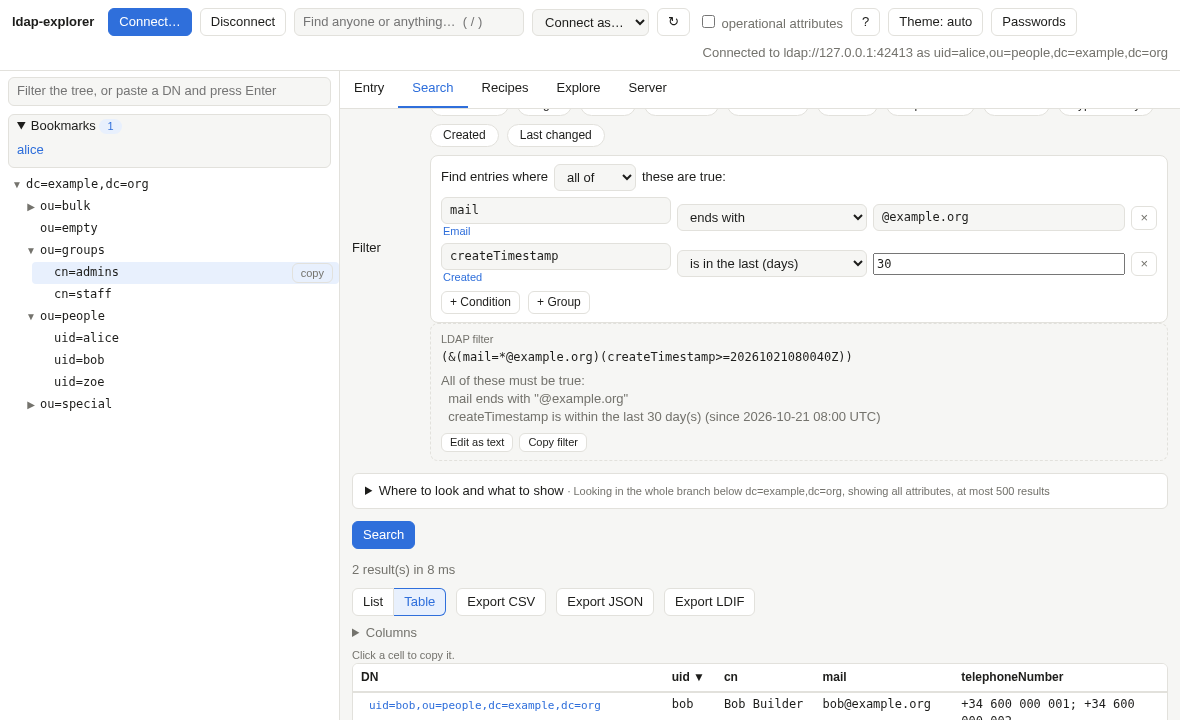 ldap-explorer Connect… Disconnect Find anyone or anything… ( / ) Connect as… ↻ operational attributes ? Theme: auto Passwords
Connected to ldap://127.0.0.1:42413 as uid=alice,ou=people,dc=example,dc=org
Filter the tree, or paste a DN and press Enter
Bookmarks 1
alice
dc=example,dc=org
ou=bulk
ou=empty
ou=groups
cn=admins copy
cn=staff
ou=people
uid=alice
uid=bob
uid=zoe
ou=special
Entry Search Recipes Explore Server
Created Last changed
Filter
Find entries where all of these are true:
mail ends with @example.org ×
Email
createTimestamp is in the last (days) 30 ×
Created
+ Condition + Group
LDAP filter
(&(mail=*@example.org)(createTimestamp>=20261021080040Z))
All of these must be true:
mail ends with "@example.org"
createTimestamp is within the last 30 day(s) (since 2026-10-21 08:00 UTC)
Edit as text Copy filter
Where to look and what to show · Looking in the whole branch below dc=example,dc=org, showing all attributes, at most 500 results
Search
2 result(s) in 8 ms
List Table Export CSV Export JSON Export LDIF
Columns
Click a cell to copy it.
DN uid ▼ cn mail telephoneNumber
uid=bob,ou=people,dc=example,dc=org bob Bob Builder bob@example.org +34 600 000 001; +34 600